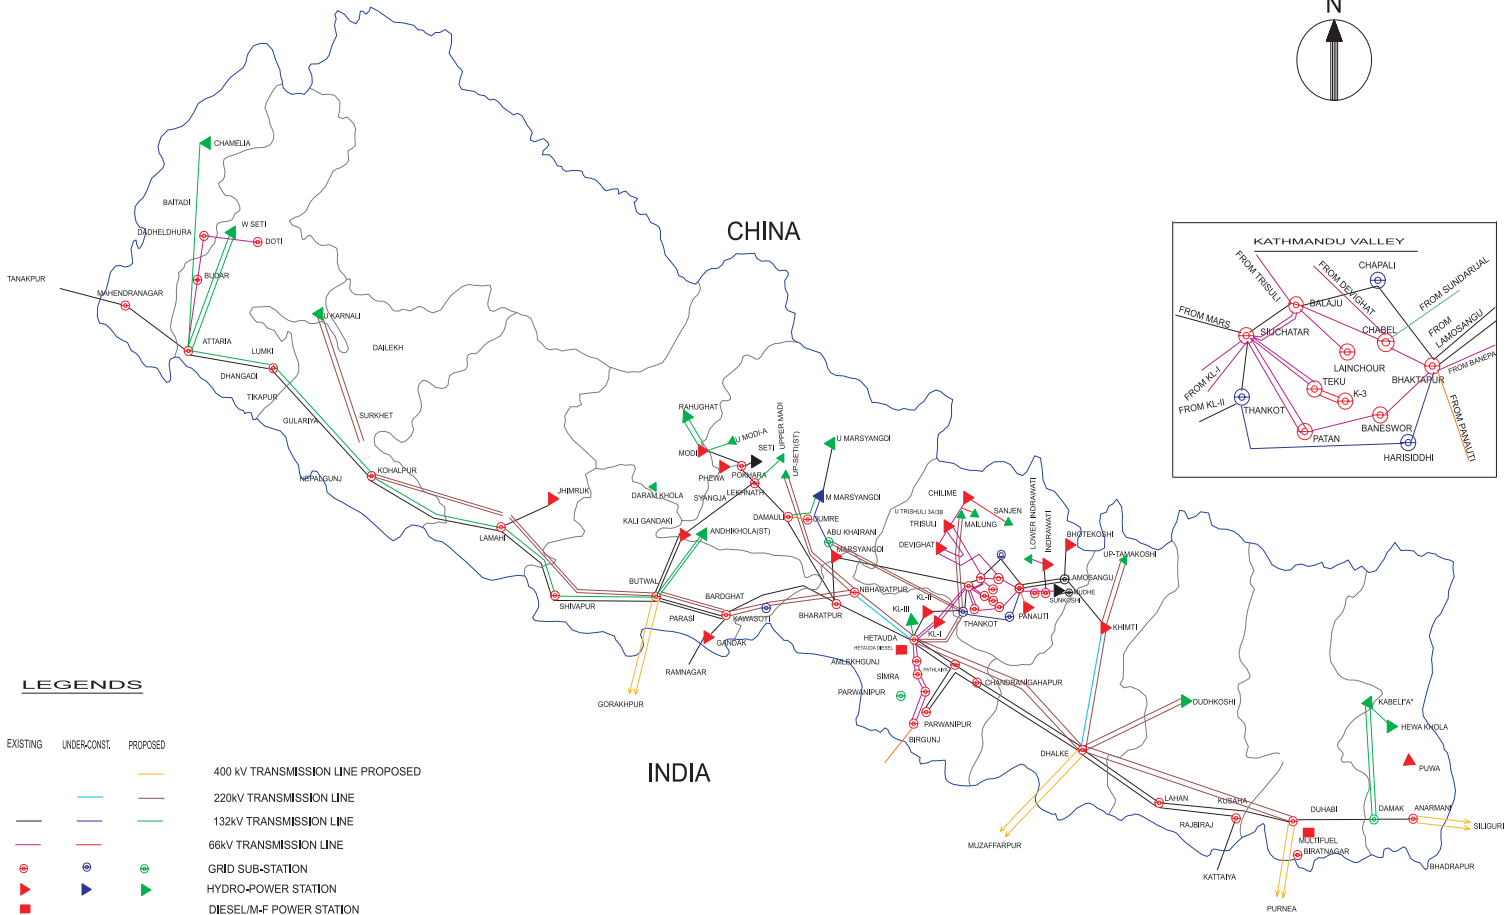 N
CHINA
INDIA
KATHMANDU VALLEY
CHAPALI
FROM TRISULI
FROM DEVIGHAT
FROM SUNDARIJAL
BALAJU
FROM MARS
SIUCHATAR
CHABEL
FROM
LAMOSANGU
LAINCHOUR
FROM BANEPA
BHAKTAPUR
FROM KL-I
TEKU
K-3
FROM KL-II
THANKOT
BANESWOR
FROM PANAUTI
PATAN
HARISIDDHI
CHAMELIA
BAITADI
W SETI
DADHELDHURA
DOTI
BUDAR
TANAKPUR
MAHENDRANAGAR
U KARNALI
ATTARIA
LUMKI
DAILEKH
DHANGADI
TIKAPUR
GULARIYA
SURKHET
NEPALGUNJ
KOHALPUR
LAMAHI
JHIMRUK
SHIVAPUR
RAHUGHAT
U MODI-A
MODI
SETI
UPPER MADI
UP-SETI(ST)
U MARSYANGDI
PHEWA
POKHARA
LEKHNATH
DARAM KHOLA
SYANGJA
M MARSYANGDI
KALI GANDAKI
ANDHIKHOLA(ST)
DAMAULI
DUMRE
ABU KHAIRANI
MARSYANGDI
CHILIME
U TRISHULI 3A
SANJEN
TRISULI
MAILUNG
DEVIGHAT
LOWER INDRAWATI
INDRAWATI
BHOTEKOSHI
UP-TAMAKOSHI
LAMOSANGU
SUNKOSHI
BUTWAL
BARDGHAT
PARASI
KAWASOTI
NBHARATPUR
BHARATPUR
KL-II
KL-III
KL-I
THANKOT
PANAUTI
KHIMTI
GANDAK
RAMNAGAR
GORAKHPUR
HETAUDA
HETAUDA DIESEL
AMLEKHGUNJ
PATHLAIYA
SIMRA
CHANDRANIGAHAPUR
PARWANIPUR
PARWANIPUR
BIRGUNJ
DHALKE
DUDHKOSHI
KABELI"A"
HEWA KHOLA
PUWA
LAHAN
KUSAHA
DUHABI
DAMAK
ANARMANI
SILIGURI
RAJBIRAJ
MULTIFUEL
BIRATNAGAR
MUZAFFARPUR
KATTAIYA
BHADRAPUR
PURNEA
LEGENDS
EXISTING UNDER-CONST. PROPOSED
400 kV TRANSMISSION LINE PROPOSED
220kV TRANSMISSION LINE
132kV TRANSMISSION LINE
66kV TRANSMISSION LINE
GRID SUB-STATION
HYDRO-POWER STATION
DIESEL/M-F POWER STATION